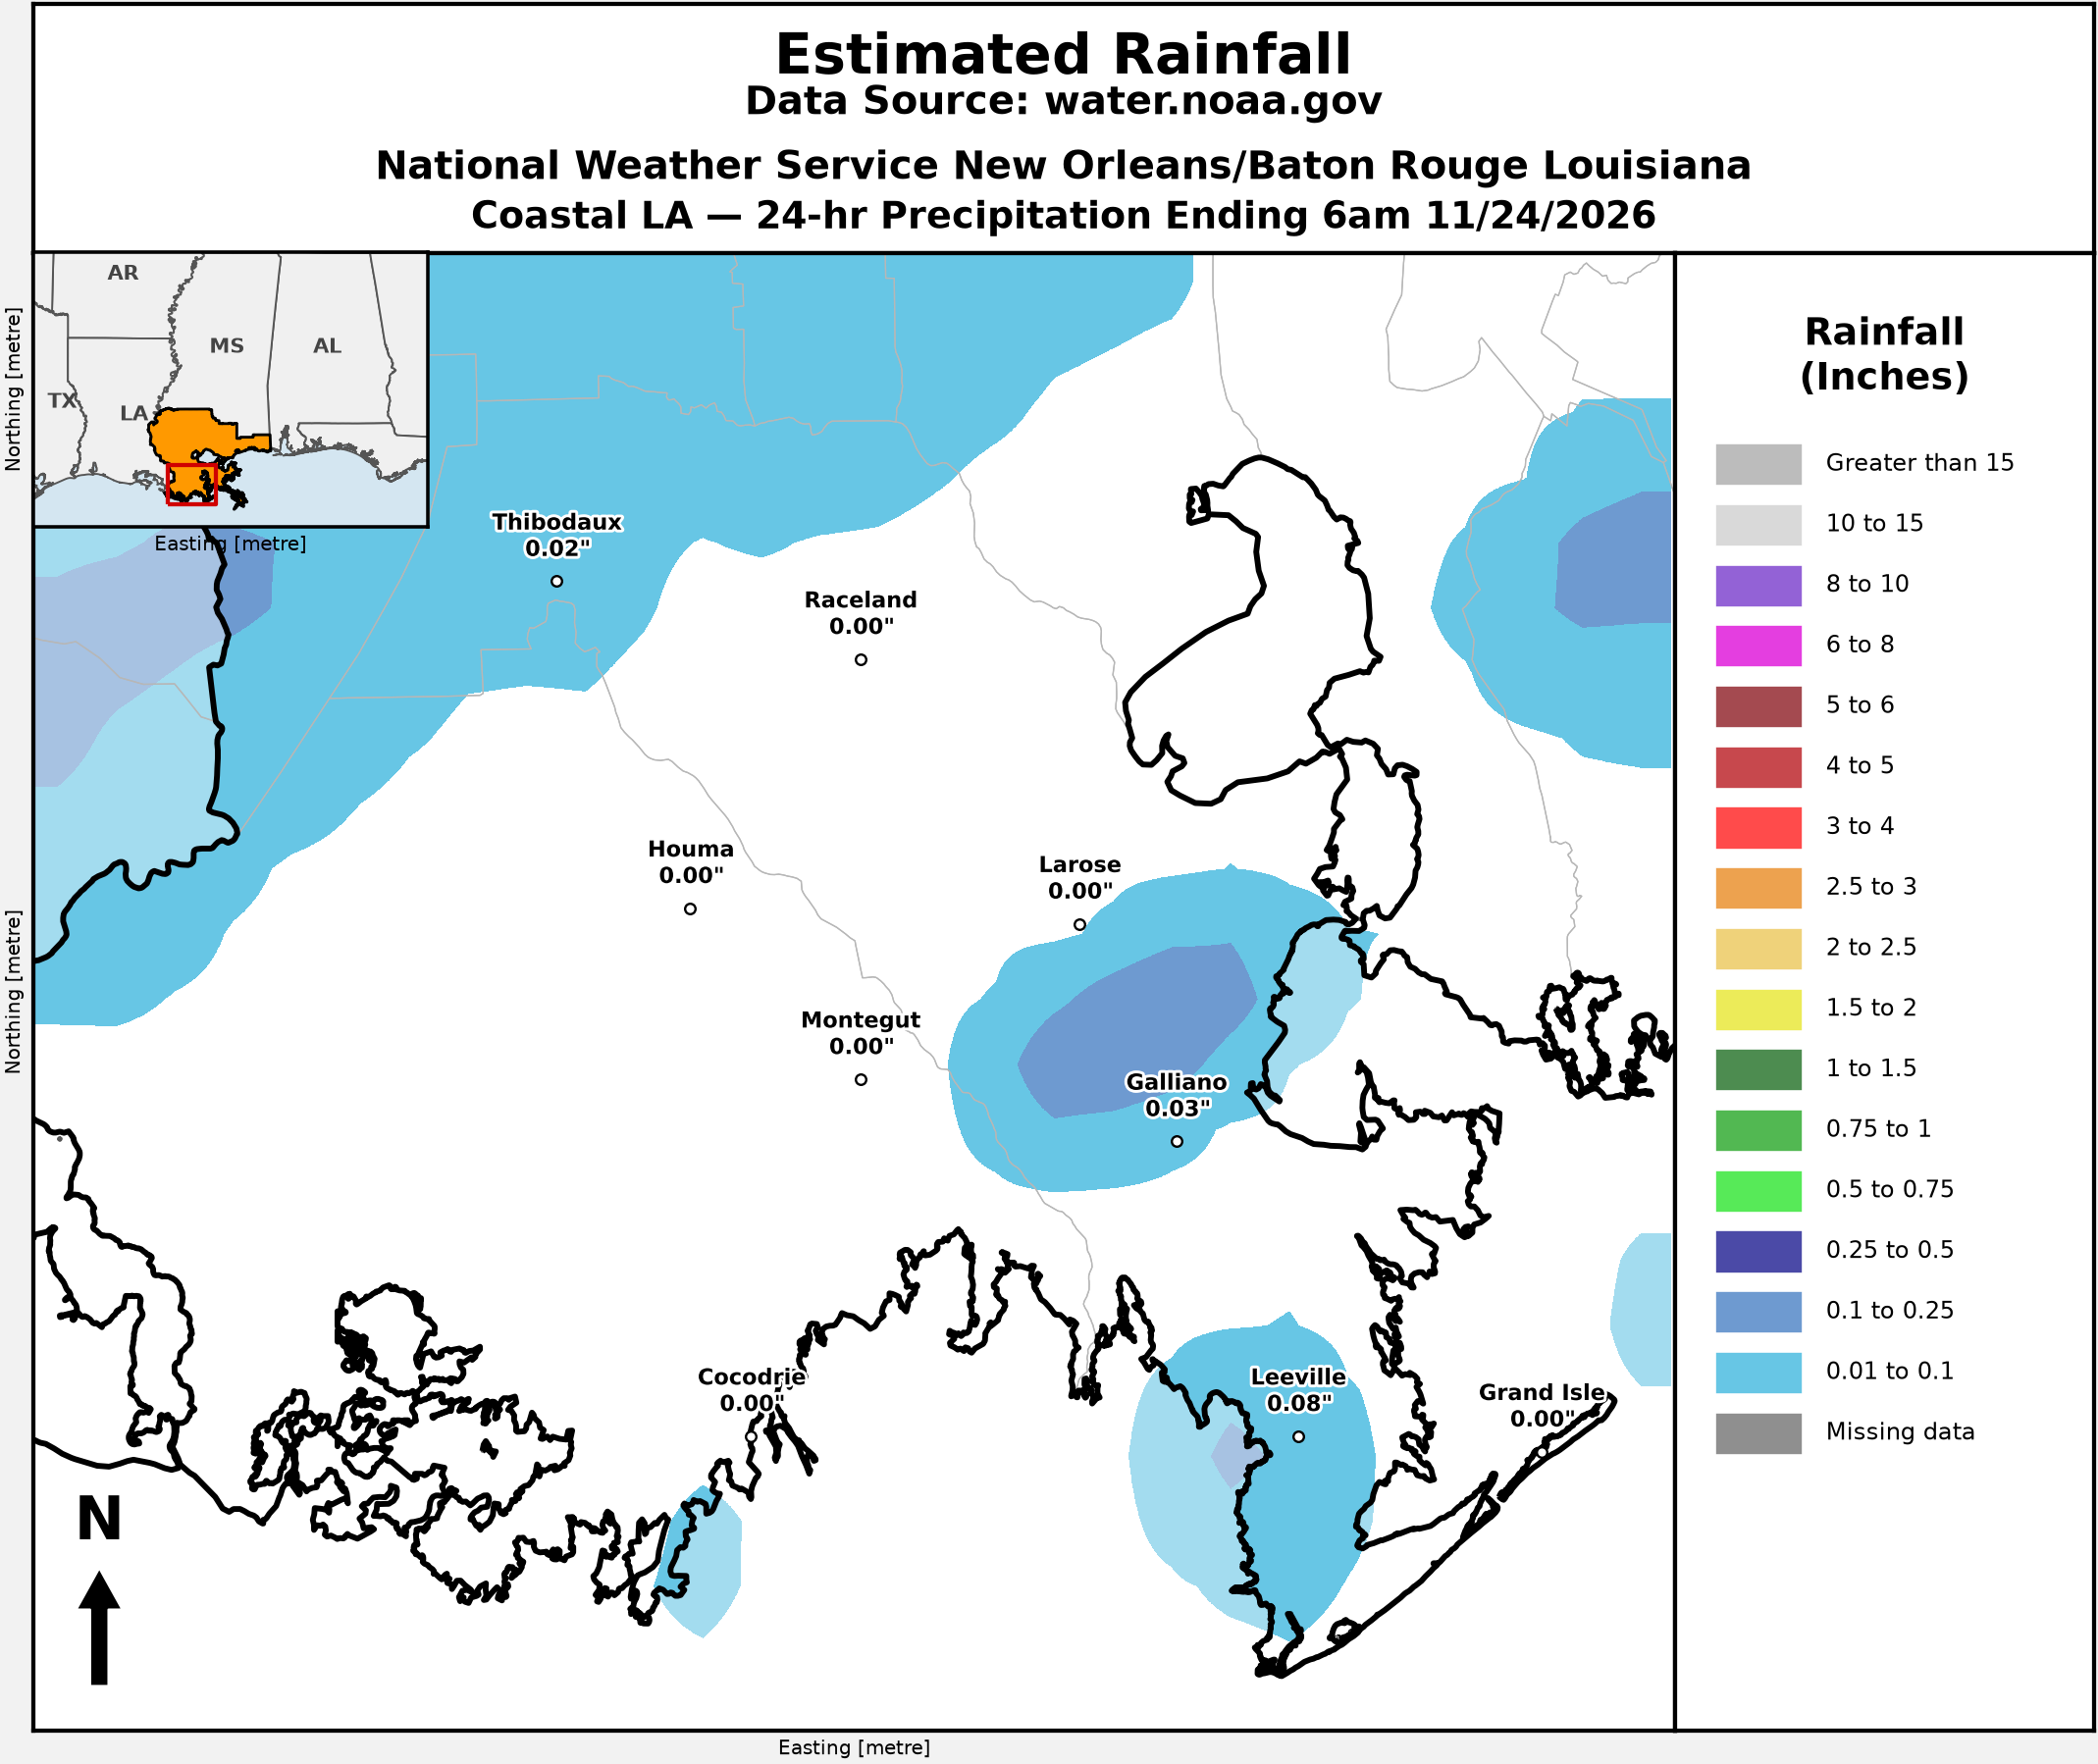 Estimated Rainfall
Data Source: water.noaa.gov
National Weather Service New Orleans/Baton Rouge Louisiana
Coastal LA — 24-hr Precipitation Ending 6am 11/24/2026
AR
MS
AL
TX
LA
Northing [metre]
Easting [metre]
Thibodaux
0.02"
Raceland
0.00"
Houma
0.00"
Larose
0.00"
Northing [metre]
Montegut
0.00"
Galliano
0.03"
Cocodrie
0.00"
Leeville
0.08"
Grand Isle
0.00"
N
Easting [metre]
Rainfall
(Inches)
Greater than 15
10 to 15
8 to 10
6 to 8
5 to 6
4 to 5
3 to 4
2.5 to 3
2 to 2.5
1.5 to 2
1 to 1.5
0.75 to 1
0.5 to 0.75
0.25 to 0.5
0.1 to 0.25
0.01 to 0.1
Missing data